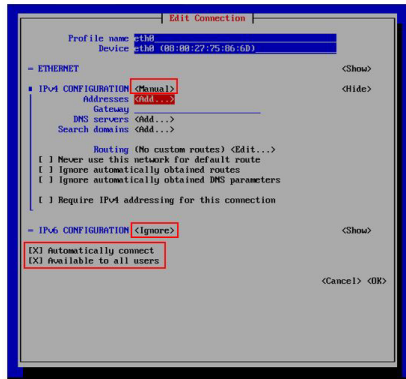 Edit Connection
Profile name eth0
Device eth0 (08:00:27:75:86:6D)
= ETHERNET <Show>
IPv4 CONFIGURATION <Manual> <Hide>
Addresses <Add...>
Gateway
DNS servers <Add...>
Search domains <Add...>
Routing (No custom routes) <Edit...>
[ ] Never use this network for default route
[ ] Ignore automatically obtained routes
[ ] Ignore automatically obtained DNS parameters
[ ] Require IPv4 addressing for this connection
= IPv6 CONFIGURATION <Ignore> <Show>
[X] Automatically connect
[X] Available to all users
<Cancel> <OK>